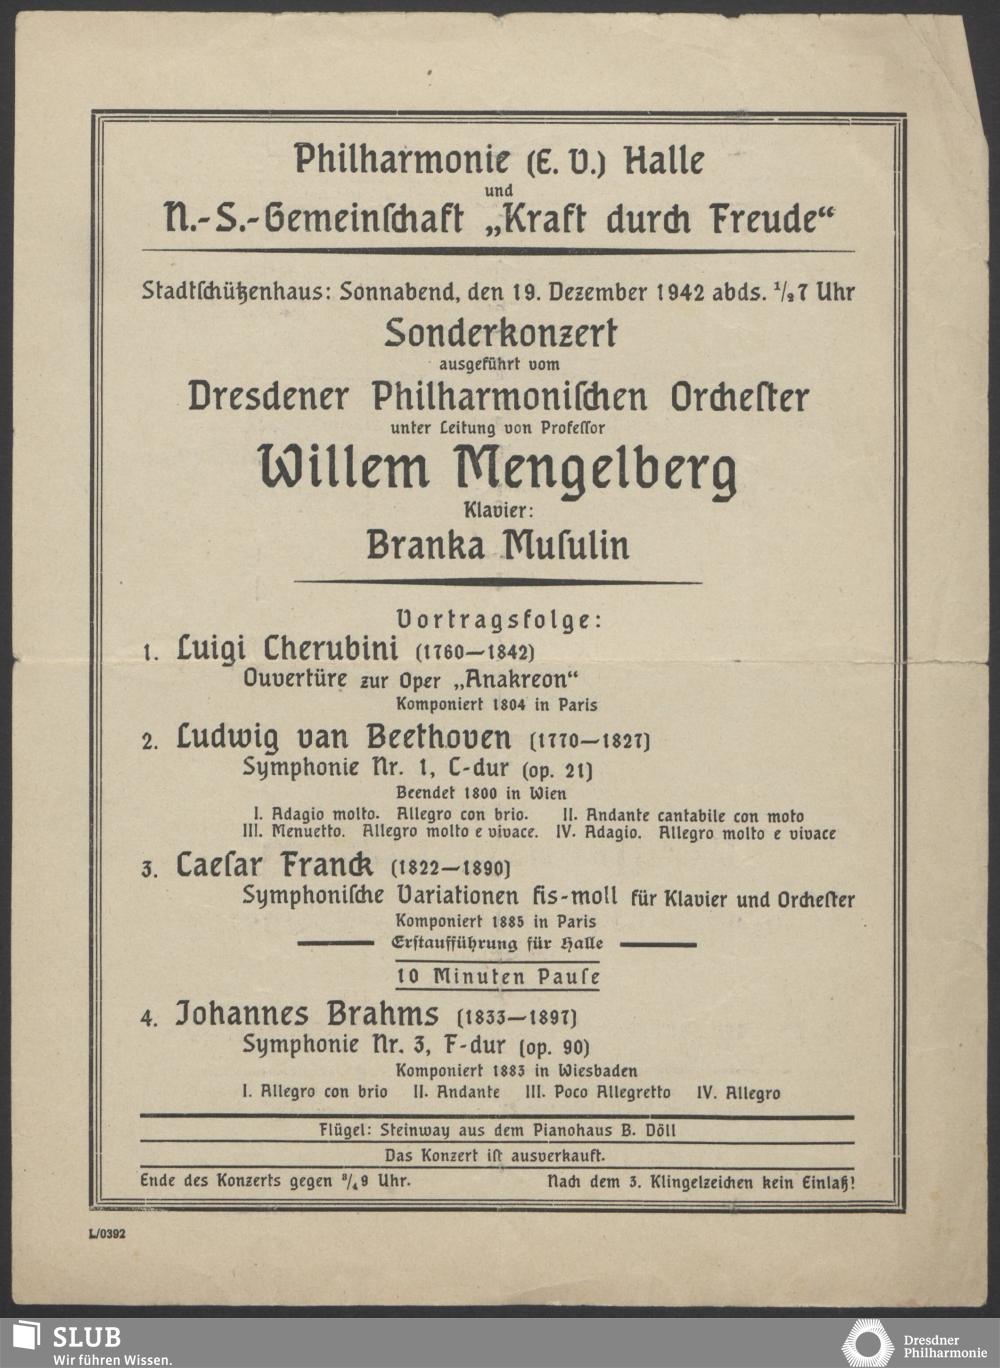 Philharmonie (E. V.) Halle
und
N.-S.-Gemeinſchaft „Kraft durch Freude“
Stadtſchützenhaus: Sonnabend, den 19. Dezember 1942 abds. ½7 Uhr
Sonderkonzert
ausgeführt vom
Dresdener Philharmoniſchen Orcheſter
unter Leitung von Profeſſor
Willem Mengelberg
Klavier:
Branka Muſulin
Vortragsfolge:
1. Luigi Cherubini (1760—1842)
Ouvertüre zur Oper „Anakreon“
Komponiert 1804 in Paris
2. Ludwig van Beethoven (1770—1827)
Symphonie Nr. 1, C-dur (op. 21)
Beendet 1800 in Wien
I. Adagio molto. Allegro con brio. II. Andante cantabile con moto
III. Menuetto. Allegro molto e vivace. IV. Adagio. Allegro molto e vivace
3. Caeſar Franck (1822—1890)
Symphoniſche Variationen fis-moll für Klavier und Orcheſter
Komponiert 1885 in Paris
Erſtaufführung für Halle
10 Minuten Pauſe
4. Johannes Brahms (1833—1897)
Symphonie Nr. 3, F-dur (op. 90)
Komponiert 1883 in Wiesbaden
I. Allegro con brio II. Andante III. Poco Allegretto IV. Allegro
Flügel: Steinway aus dem Pianohaus B. Döll
Das Konzert iſt ausverkauft.
Ende des Konzerts gegen ¾9 Uhr. Nach dem 3. Klingelzeichen kein Einlaß!
L/0392
SLUB
Wir führen Wissen.
Dresdner
Philharmonie